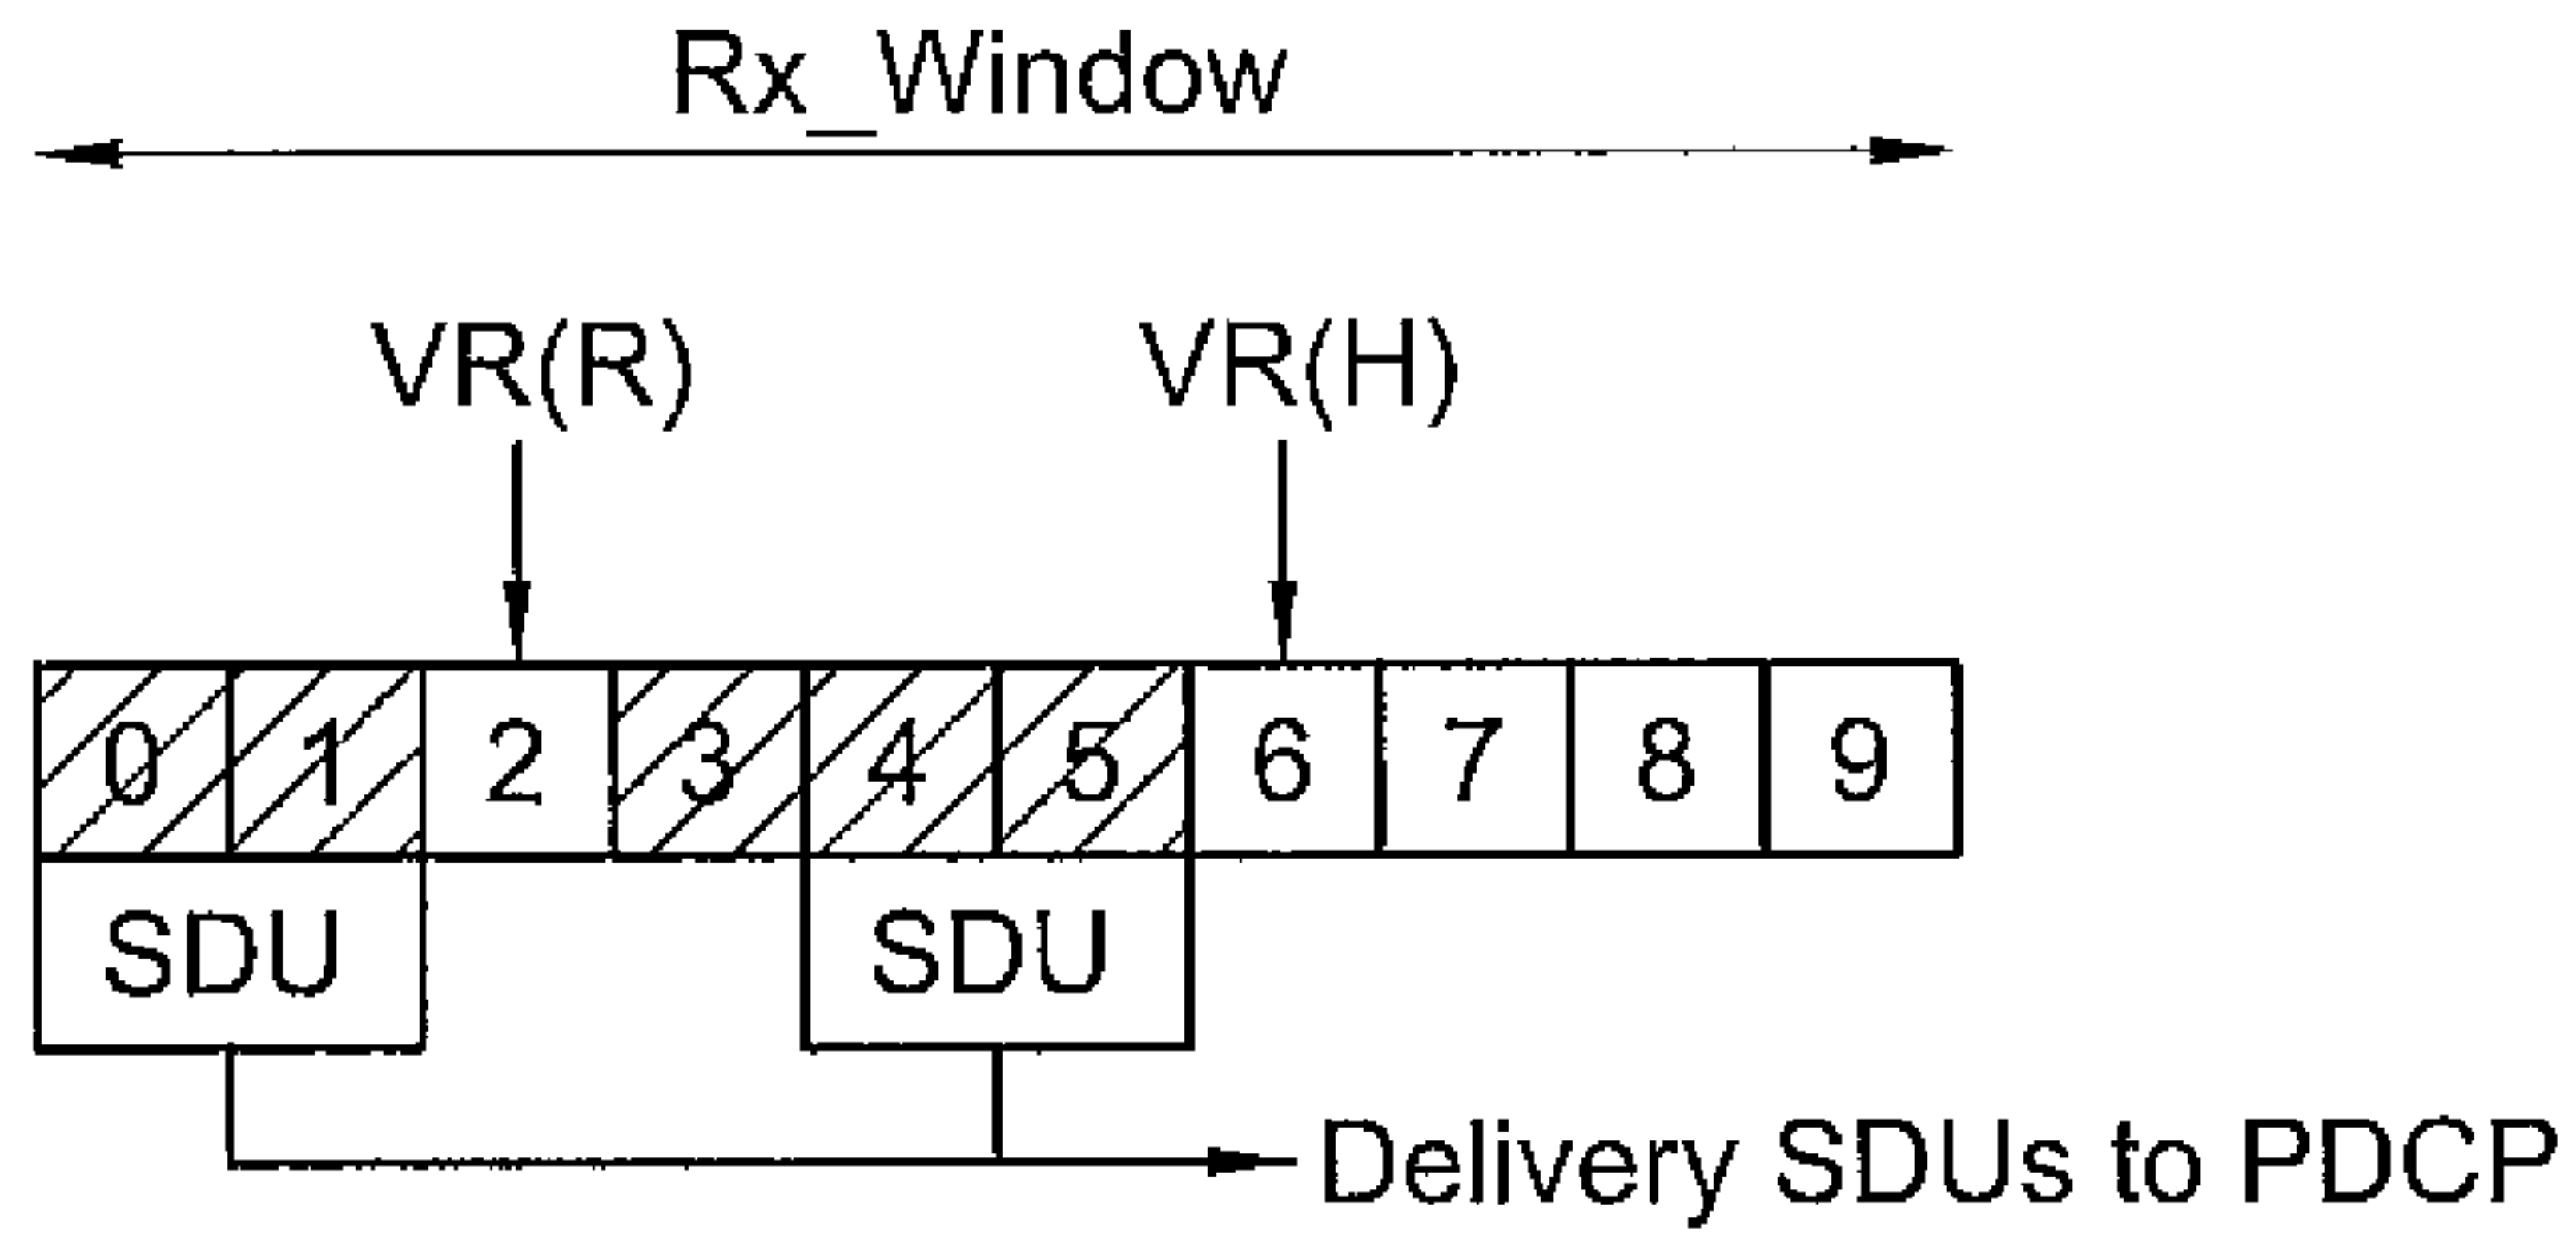 Rx_Window
VR(R) VR(H)
0 1 2 3 4 5 6 7 8 9
SDU SDU
Delivery SDUs to PDCP